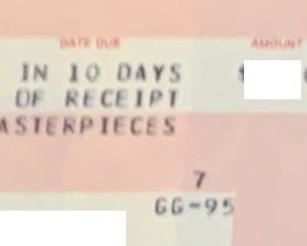 DATE DUE AMOUNT
IN 10 DAYS $
OF RECEIPT
ASTERPIECES
7
GG-95